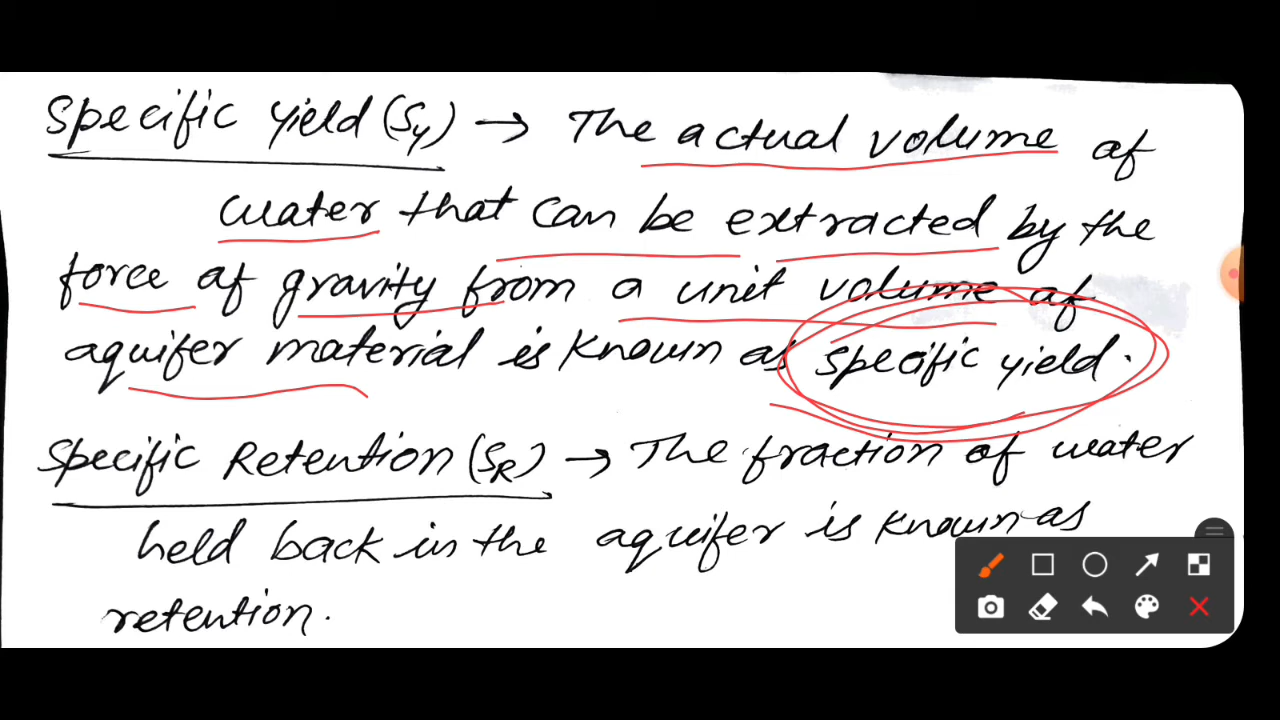 Specific Yield (Sy) → The actual volume of
water that can be extracted by the
force of gravity from a unit volume of
aquifer material is known as specific yield.
Specific Retention (SR) → The fraction of water
held back in the aquifer is known as
retention.